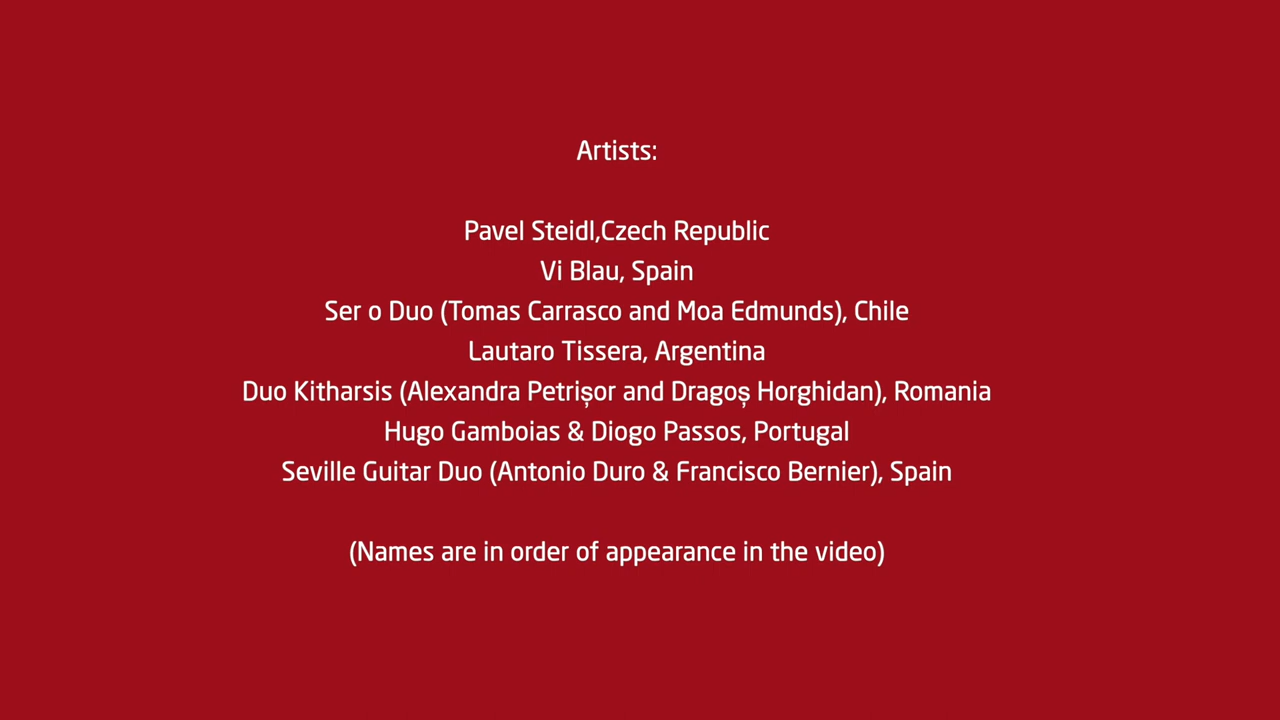 Artists:
Pavel Steidl,Czech Republic
Vi Blau, Spain
Ser o Duo (Tomas Carrasco and Moa Edmunds), Chile
Lautaro Tissera, Argentina
Duo Kitharsis (Alexandra Petrișor and Dragoș Horghidan), Romania
Hugo Gamboias & Diogo Passos, Portugal
Seville Guitar Duo (Antonio Duro & Francisco Bernier), Spain
(Names are in order of appearance in the video)